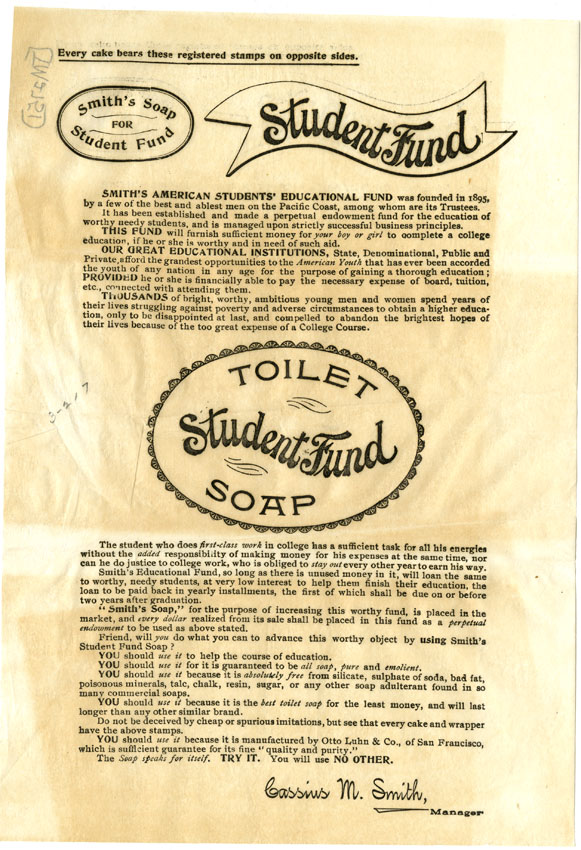 Every cake bears these registered stamps on opposite sides.
Smith's Soap
FOR
Student Fund
Student Fund
SMITH'S AMERICAN STUDENTS' EDUCATIONAL FUND was founded in 1895,
by a few of the best and ablest men on the Pacific Coast, among whom are its Trustees.
It has been established and made a perpetual endowment fund for the education of
worthy needy students, and is managed upon strictly successful business principles.
THIS FUND will furnish sufficient money for your boy or girl to complete a college
education, if he or she is worthy and in need of such aid.
OUR GREAT EDUCATIONAL INSTITUTIONS, State, Denominational, Public and
Private, afford the grandest opportunities to the American Youth that has ever been accorded
the youth of any nation in any age for the purpose of gaining a thorough education;
PROVIDED he or she is financially able to pay the necessary expense of board, tuition,
etc., connected with attending them.
THOUSANDS of bright, worthy, ambitious young men and women spend years of
their lives struggling against poverty and adverse circumstances to obtain a higher educa-
tion, only to be disappointed at last, and compelled to abandon the brightest hopes of
their lives because of the too great expense of a College Course.
3-217
TOILET
Student Fund
SOAP
The student who does first-class work in college has a sufficient task for all his energies
without the added responsibility of making money for his expenses at the same time, nor
can he do justice to college work, who is obliged to stay out every other year to earn his way.
Smith's Educational Fund, so long as there is unused money in it, will loan the same
to worthy, needy students, at very low interest to help them finish their education, the
loan to be paid back in yearly installments, the first of which shall be due on or before
two years after graduation.
"Smith's Soap," for the purpose of increasing this worthy fund, is placed in the
market, and every dollar realized from its sale shall be placed in this fund as a perpetual
endowment to be used as above stated.
Friend, will you do what you can to advance this worthy object by using Smith's
Student Fund Soap?
YOU should use it to help the course of education.
YOU should use it for it is guaranteed to be all soap, pure and emolient.
YOU should use it because it is absolutely free from silicate, sulphate of soda, bad fat,
poisonous minerals, talc, chalk, resin, sugar, or any other soap adulterant found in so
many commercial soaps.
YOU should use it because it is the best toilet soap for the least money, and will last
longer than any other similar brand.
Do not be deceived by cheap or spurious imitations, but see that every cake and wrapper
have the above stamps.
YOU should use it because it is manufactured by Otto Luhn & Co., of San Francisco,
which is sufficient guarantee for its fine "quality and purity."
The Soap speaks for itself. TRY IT. You will use NO OTHER.
Cassius M. Smith,
Manager